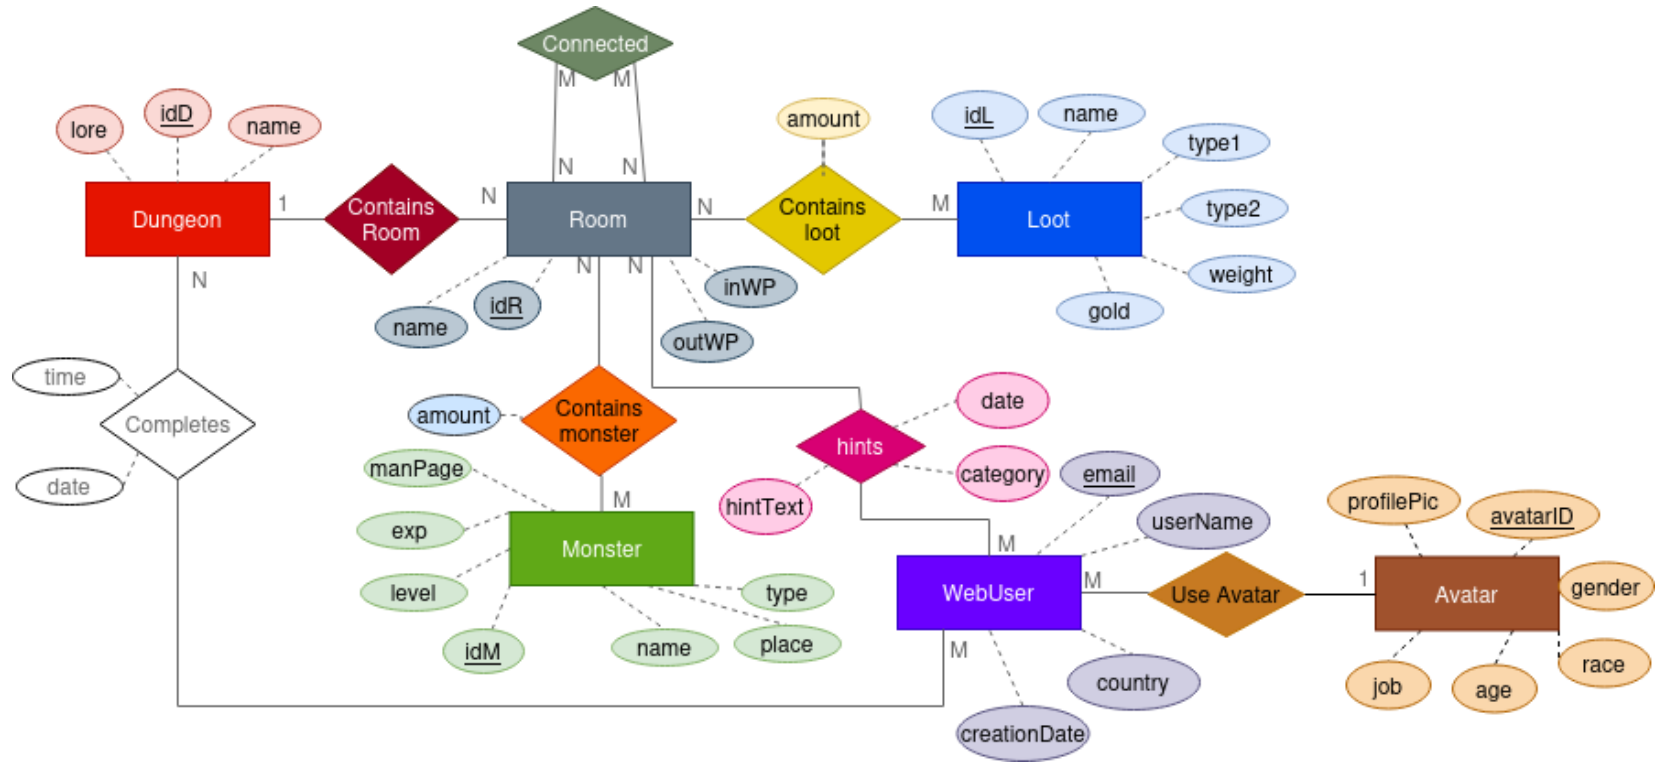 Connected
M
M
N
N
lore
idD
name
Dungeon
1
Contains
Room
N
Room
N
amount
Contains
loot
M
Loot
idL
name
type1
type2
weight
gold
N
N
N
name
idR
inWP
outWP
time
Completes
date
amount
Contains
monster
M
manPage
exp
level
idM
Monster
name
type
place
hints
date
category
hintText
M
email
userName
WebUser
M
M
country
creationDate
Use Avatar
1
Avatar
profilePic
avatarID
gender
race
age
job